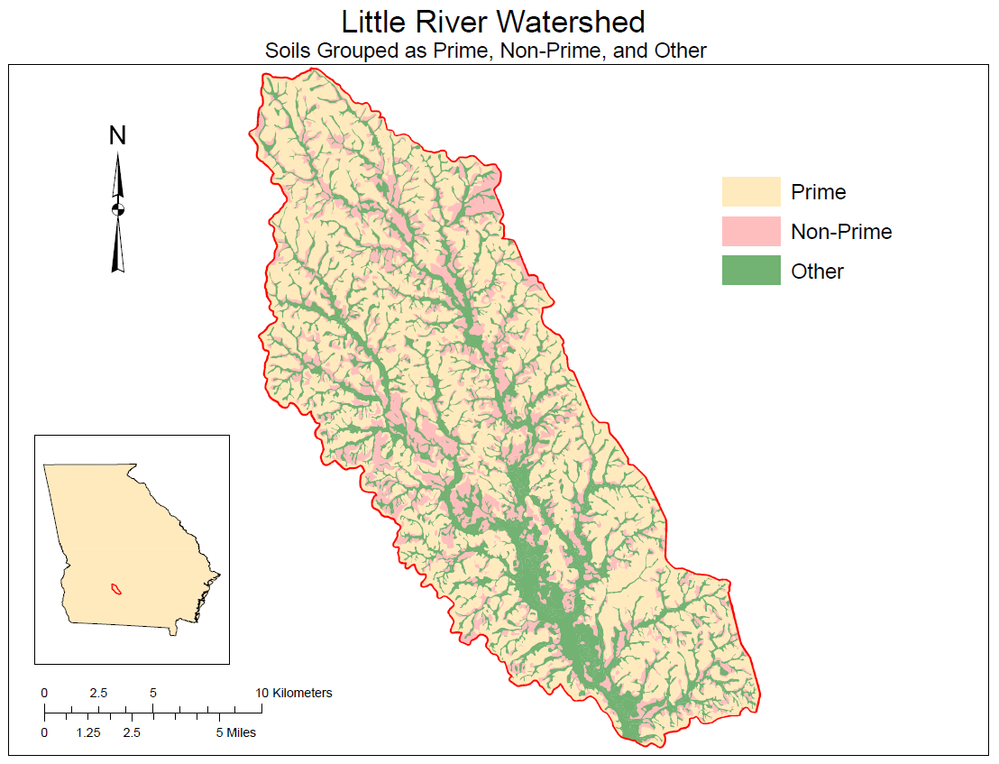 Little River Watershed
Soils Grouped as Prime, Non-Prime, and Other
N
Prime
Non-Prime
Other
0 2.5 5 10 Kilometers
0 1.25 2.5 5 Miles